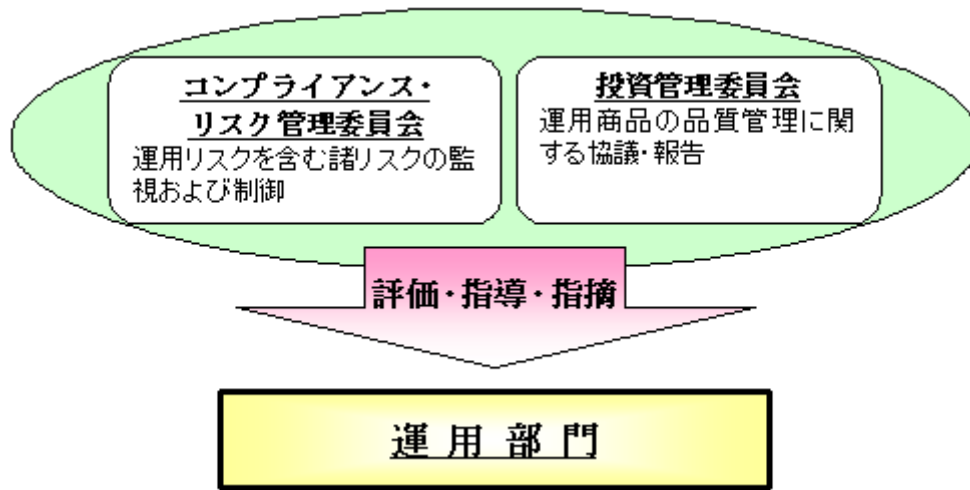 コンプライアンス・
リスク管理委員会
運用リスクを含む諸リスクの監
視および制御
投資管理委員会
運用商品の品質管理に関
する協議・報告
評価・指導・指摘
運用部門